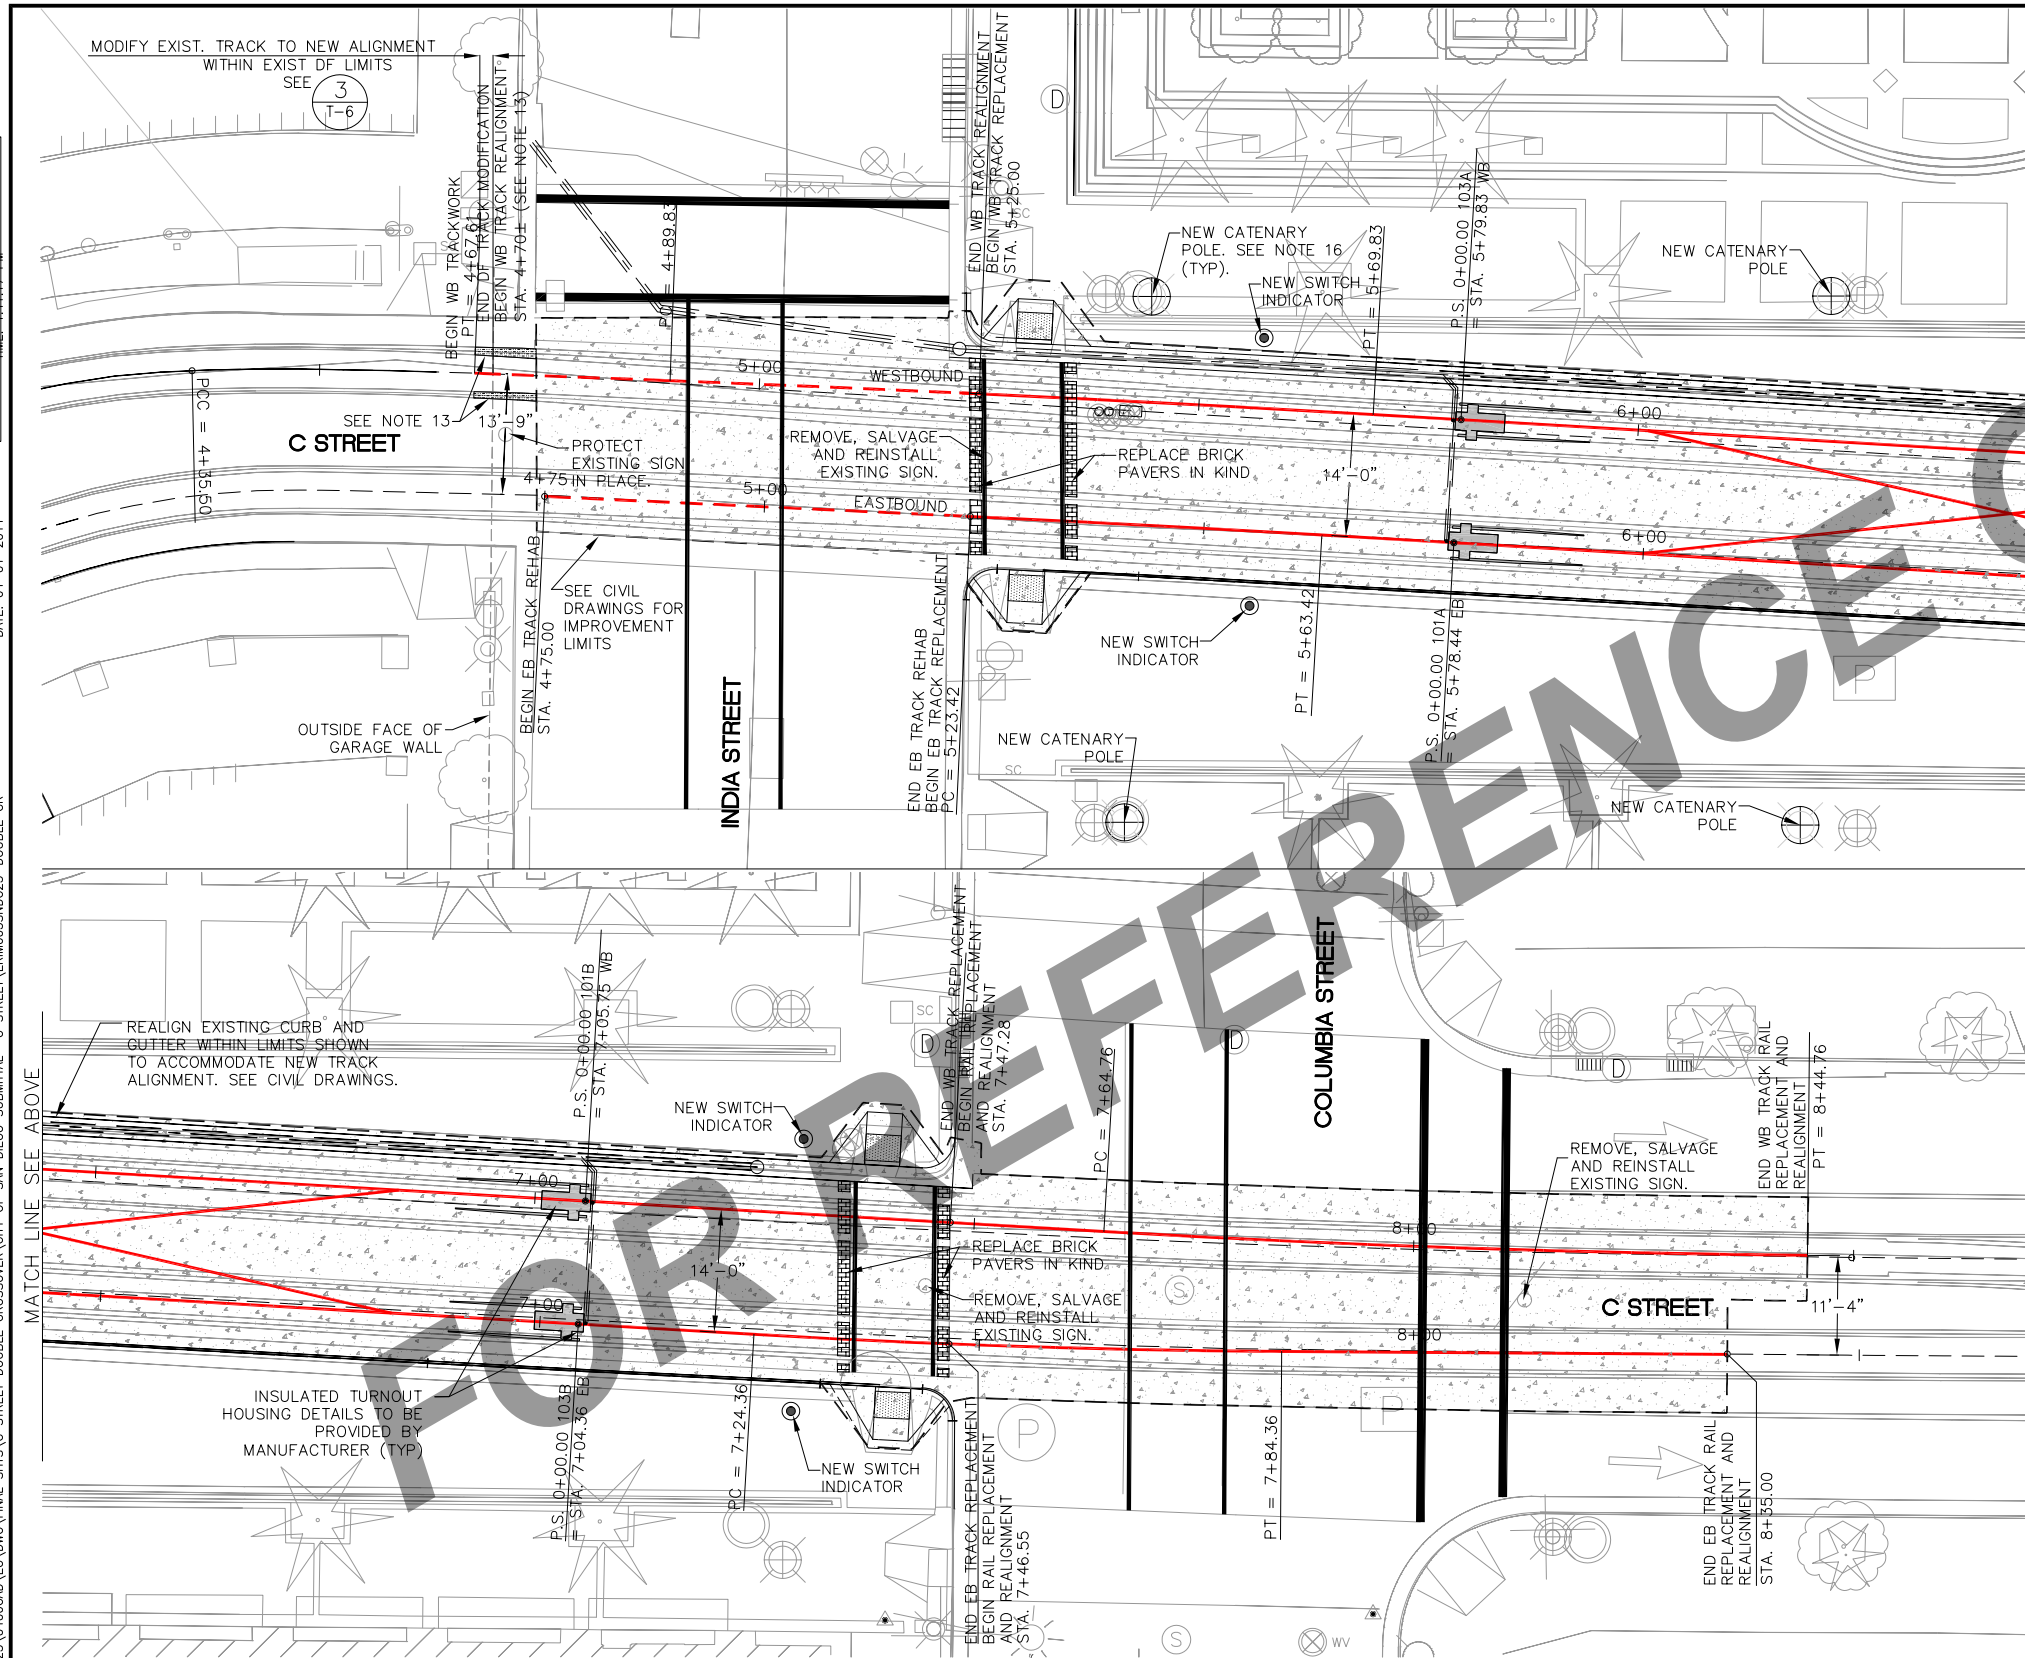 MODIFY EXIST. TRACK TO NEW ALIGNMENT
WITHIN EXIST DF LIMITS
SEE
3
T-6
BEGIN WB TRACKWORK
PT = 4+67.61
END OF TRACK MODIFICATION
BEGIN WB TRACK REALIGNMENT
STA. 4+70± (SEE NOTE 13)
PC = 4+89.83
END WB TRACK REALIGNMENT
BEGIN WB TRACK REPLACEMENT
STA. 5+25.00
D
SC
NEW CATENARY
POLE. SEE NOTE 16
(TYP).
NEW SWITCH
INDICATOR
PT = 5+69.83
P.S. 0+00.00 103A
= STA. 5+79.83 WB
NEW CATENARY
POLE
PCC = 4+35.50
SEE NOTE 13
13'-9"
C STREET
5+00
WESTBOUND
PROTECT
EXISTING SIGN
IN PLACE.
4+75
5+00
EASTBOUND
REMOVE, SALVAGE
AND REINSTALL
EXISTING SIGN.
REPLACE BRICK
PAVERS IN KIND
14'-0"
6+00
6+00
BEGIN EB TRACK REHAB
STA. 4+75.00
SEE CIVIL
DRAWINGS FOR
IMPROVEMENT
LIMITS
OUTSIDE FACE OF
GARAGE WALL
INDIA STREET
END EB TRACK REHAB
BEGIN EB TRACK REPLACEMENT
PC = 5+23.42
NEW SWITCH
INDICATOR
PT = 5+63.42
P.S. 0+00.00 101A
= STA. 5+78.44 EB
P
NEW CATENARY
POLE
SC
NEW CATENARY
POLE
FOR REFERENCE O
MATCH LINE SEE ABOVE
REALIGN EXISTING CURB AND
GUTTER WITHIN LIMITS SHOWN
TO ACCOMMODATE NEW TRACK
ALIGNMENT. SEE CIVIL DRAWINGS.
P.S. 0+00.00 101B
= STA. 7+05.75 WB
NEW SWITCH
INDICATOR
SC
D
END WB TRACK REPLACEMENT
BEGIN RAIL REPLACEMENT
AND REALIGNMENT
STA. 7+47.28
PC = 7+64.76
D
COLUMBIA STREET
D
END WB TRACK RAIL
REPLACEMENT AND
REALIGNMENT
PT = 8+44.76
REMOVE, SALVAGE
AND REINSTALL
EXISTING SIGN.
7+00
7+00
14'-0"
REPLACE BRICK
PAVERS IN KIND.
REMOVE, SALVAGE
AND REINSTALL
EXISTING SIGN.
S
8+00
8+00
C STREET
11'-4"
INSULATED TURNOUT
HOUSING DETAILS TO BE
PROVIDED BY
MANUFACTURER (TYP)
P.S. 0+00.00 103B
= STA. 7+04.36 EB
PC = 7+24.36
NEW SWITCH
INDICATOR
P
P
END EB TRACK REPLACEMENT
BEGIN RAIL REPLACEMENT
AND REALIGNMENT
STA. 7+46.55
PT = 7+84.36
END EB TRACK RAIL
REPLACEMENT AND
REALIGNMENT
STA. 8+35.00
S
WV